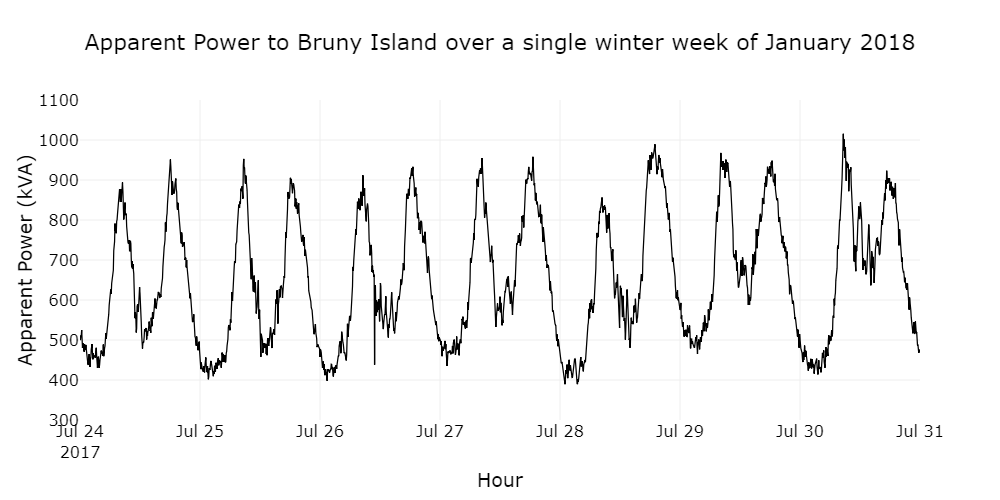 Apparent Power to Bruny Island over a single winter week of January 2018
Apparent Power (kVA)
1100
1000
900
800
700
600
500
400
300
Jul 24 Jul 25 Jul 26 Jul 27 Jul 28 Jul 29 Jul 30 Jul 31
2017
Hour